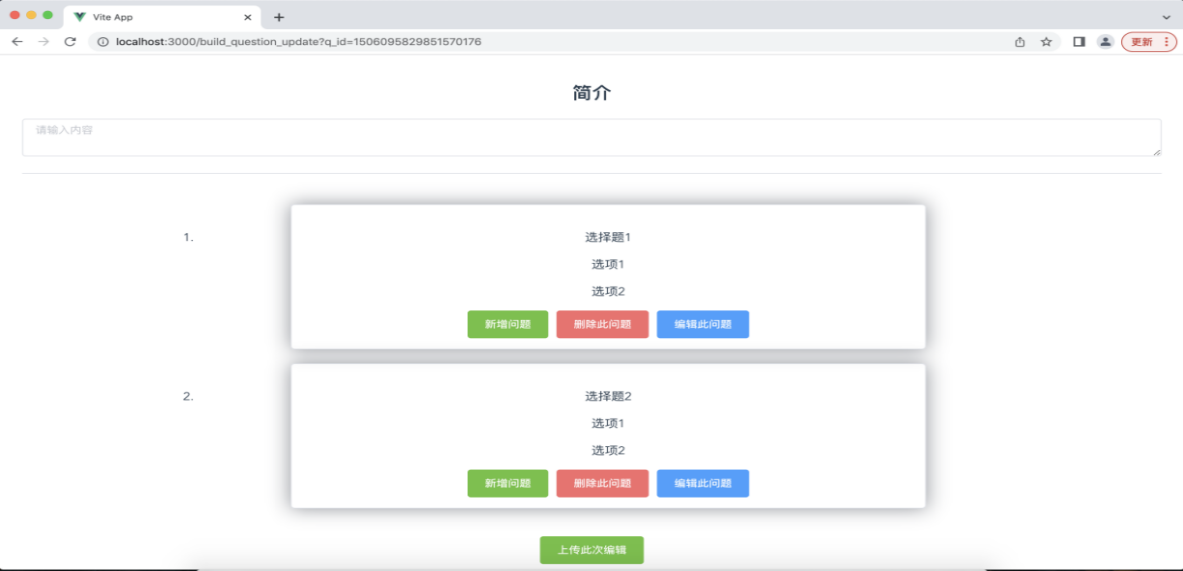 Vite App
localhost:3000/build_question_update?q_id=1506095829851570176
更新
简介
请输入内容
1.
选择题1
选项1
选项2
新增问题 删除此问题 编辑此问题
2.
选择题2
选项1
选项2
新增问题 删除此问题 编辑此问题
上传此次编辑